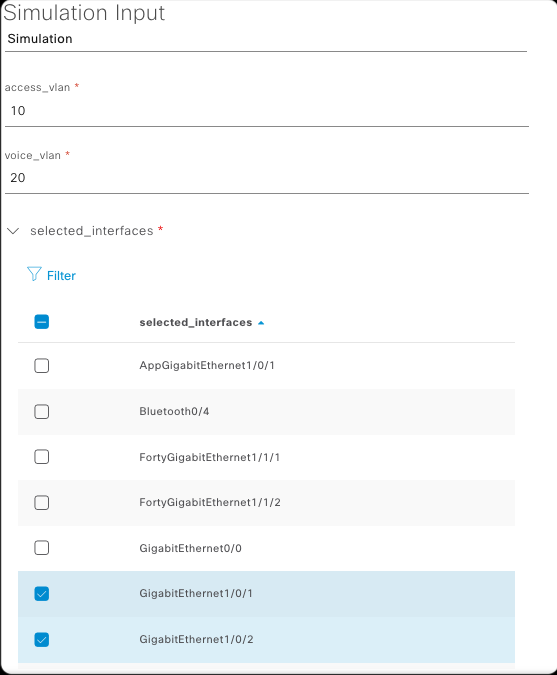 Simulation Input
Simulation
access_vlan *
10
voice_vlan *
20
selected_interfaces *
Filter
selected_interfaces
AppGigabitEthernet1/0/1
Bluetooth0/4
FortyGigabitEthernet1/1/1
FortyGigabitEthernet1/1/2
GigabitEthernet0/0
GigabitEthernet1/0/1
GigabitEthernet1/0/2